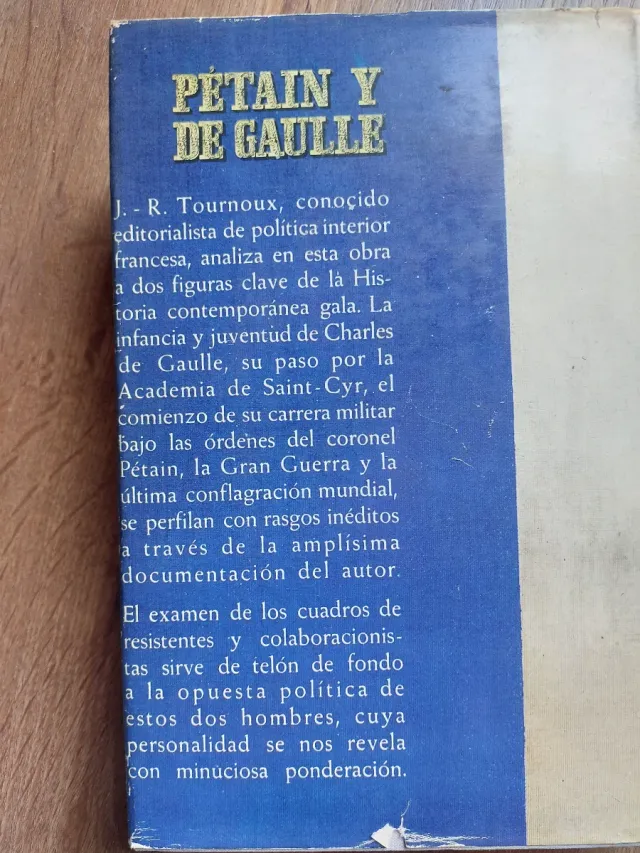 PÉTAIN Y
DE GAULLE
J. - R. Tournoux, conocido
editorialista de política interior
francesa, analiza en esta obra
a dos figuras clave de la His-
toria contemporánea gala. La
infancia y juventud de Charles
de Gaulle, su paso por la
Academia de Saint-Cyr, el
comienzo de su carrera militar
bajo las órdenes del coronel
Pétain, la Gran Guerra y la
última conflagración mundial,
se perfilan con rasgos inéditos
a través de la amplísima
documentación del autor.
El examen de los cuadros de
resistentes y colaboracionis-
tas sirve de telón de fondo
a la opuesta política de
estos dos hombres, cuya
personalidad se nos revela
con minuciosa ponderación.